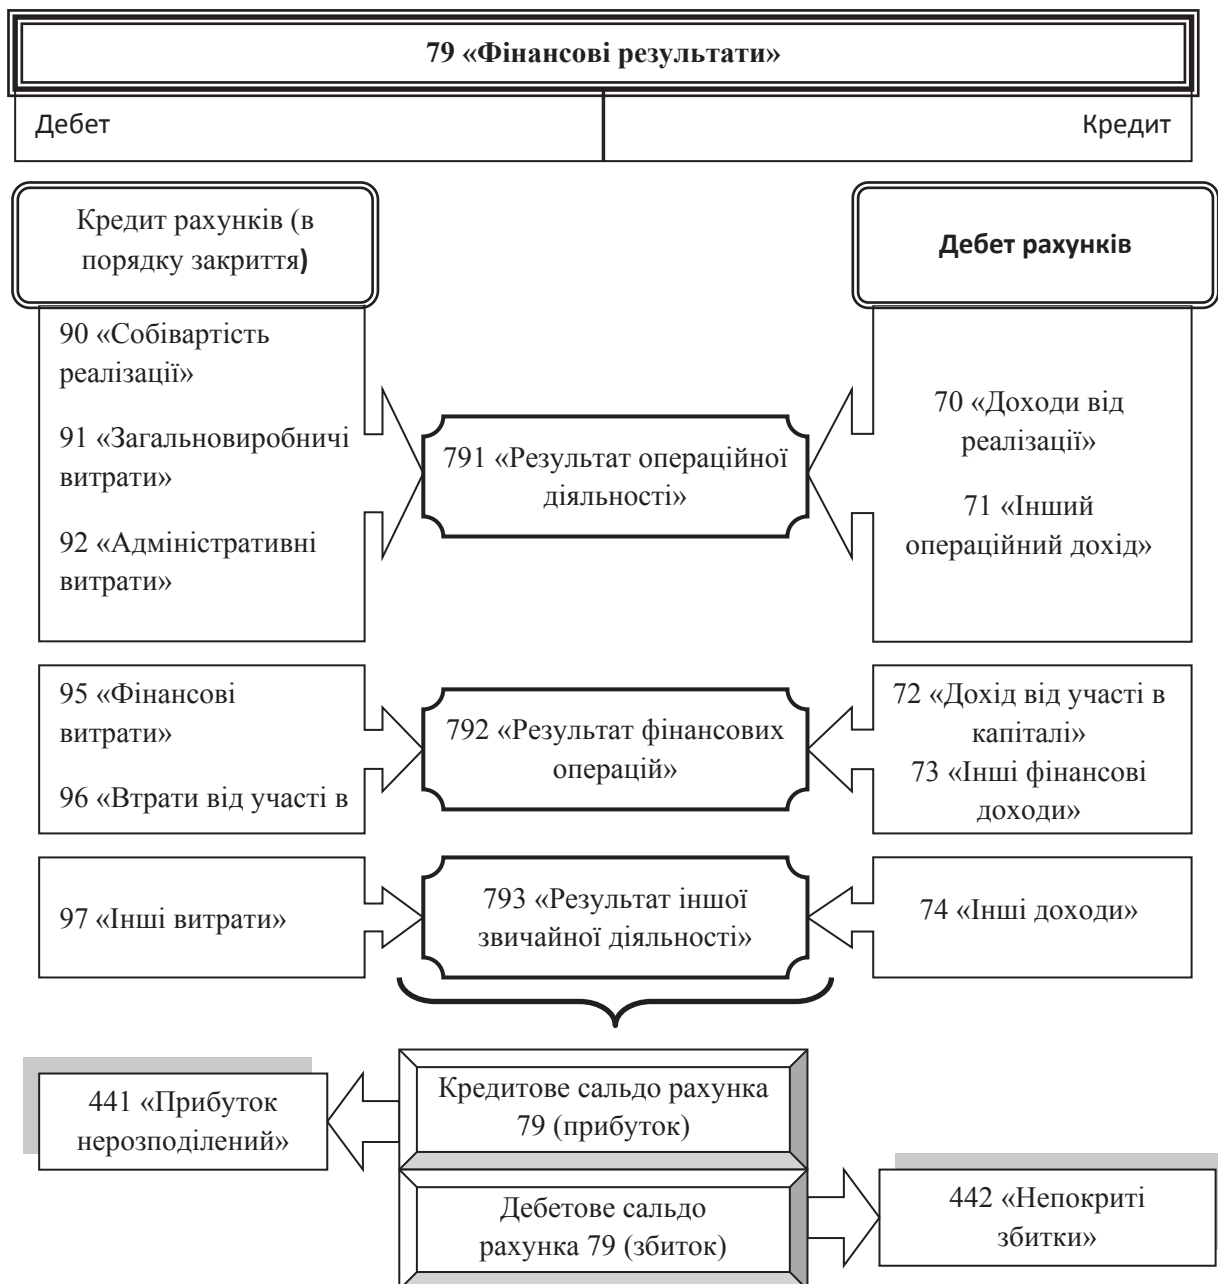 79 «Фінансові результати»
Дебет
Кредит
Кредит рахунків (в
порядку закриття)
Дебет рахунків
90 «Собівартість
реалізації»
91 «Загальновиробничі
витрати»
92 «Адміністративні
витрати»
791 «Результат операційної
діяльності»
70 «Доходи від
реалізації»
71 «Інший
операційний дохід»
95 «Фінансові
витрати»
96 «Втрати від участі в
792 «Результат фінансових
операцій»
72 «Дохід від участі в
капіталі»
73 «Інші фінансові
доходи»
97 «Інші витрати»
793 «Результат іншої
звичайної діяльності»
74 «Інші доходи»
441 «Прибуток
нерозподілений»
Кредитове сальдо рахунка
79 (прибуток)
Дебетове сальдо
рахунка 79 (збиток)
442 «Непокриті
збитки»